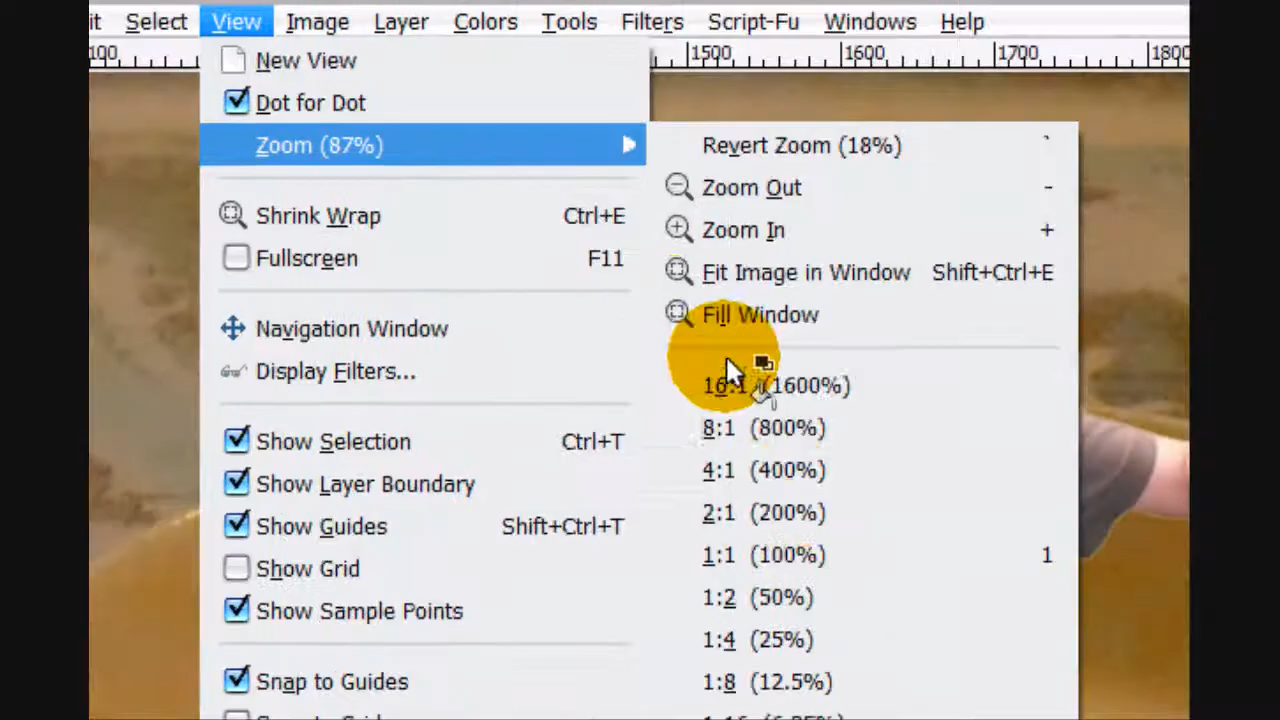 it Select View Image Layer Colors Tools Filters Script-Fu Windows Help
100 1500 1600 1700 1800
New View
Dot for Dot
Zoom (87%)
Shrink Wrap Ctrl+E
Fullscreen F11
Navigation Window
Display Filters...
Show Selection Ctrl+T
Show Layer Boundary
Show Guides Shift+Ctrl+T
Show Grid
Show Sample Points
Snap to Guides
Revert Zoom (18%) `
Zoom Out -
Zoom In +
Fit Image in Window Shift+Ctrl+E
Fill Window
16:1 (1600%)
8:1 (800%)
4:1 (400%)
2:1 (200%)
1:1 (100%) 1
1:2 (50%)
1:4 (25%)
1:8 (12.5%)